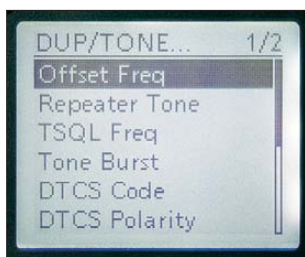 DUP/TONE... 1/2
Offset Freq
Repeater Tone
TSQL Freq
Tone Burst
DTCS Code
DTCS Polarity